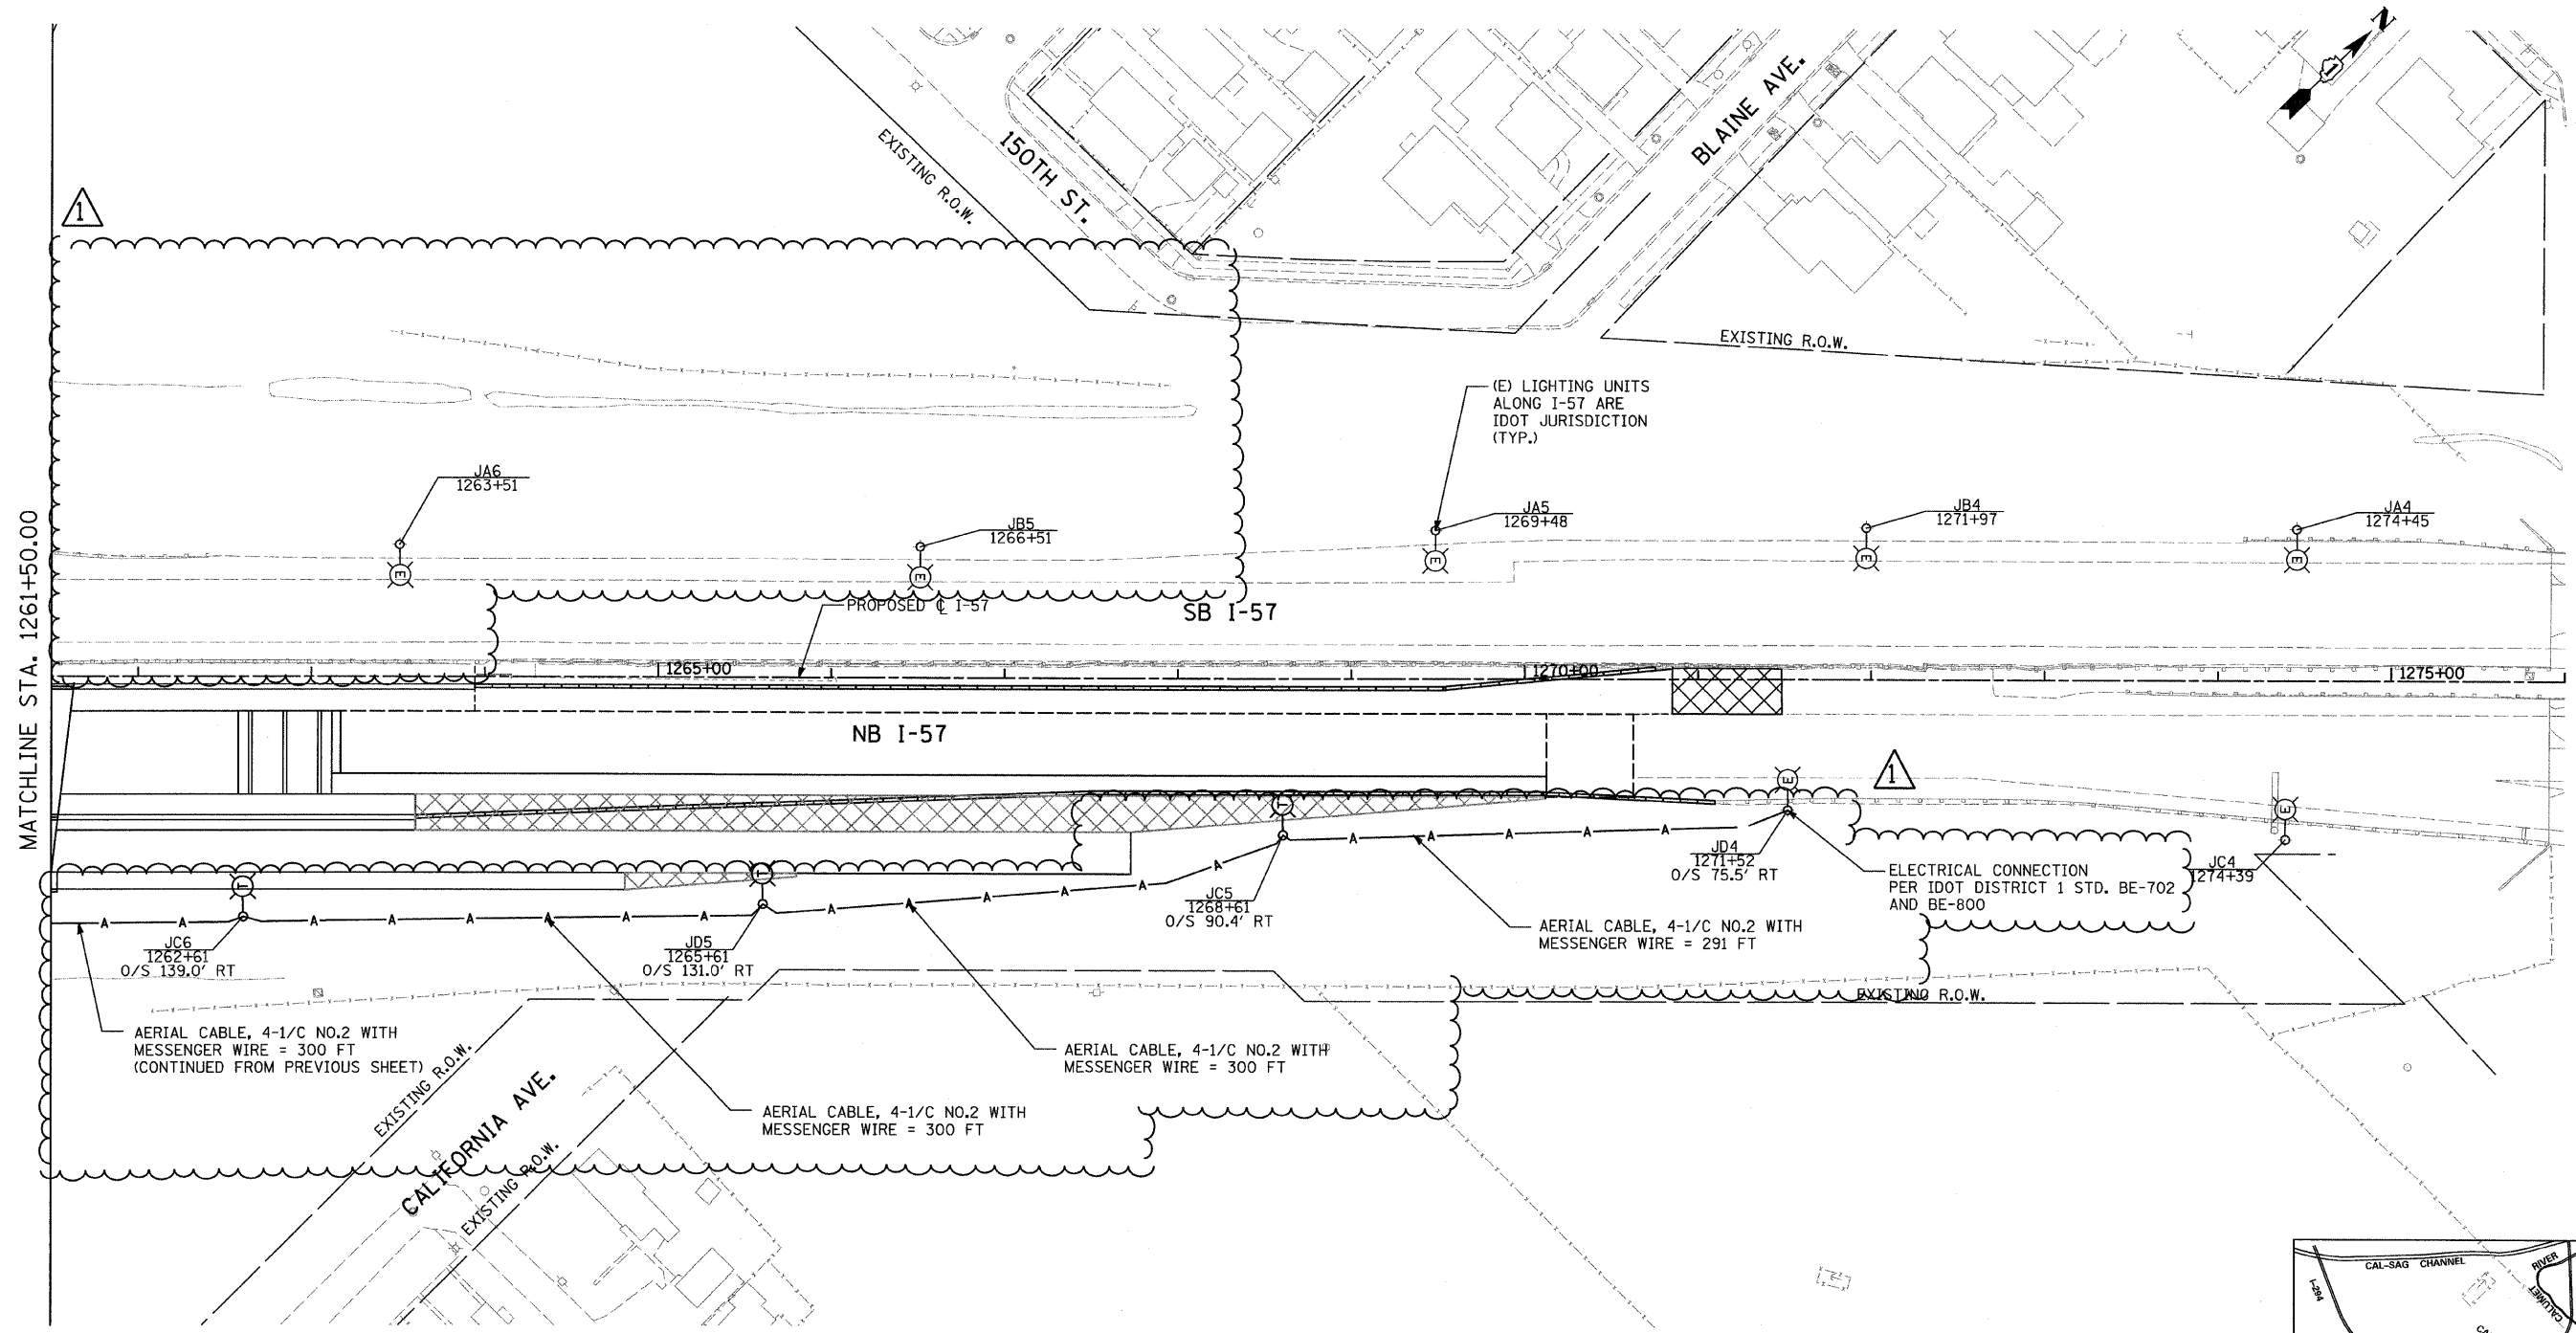 N
1
150TH ST.
BLAINE AVE.
EXISTING R.O.W.
1
EXISTING R.O.W.
(E) LIGHTING UNITS
ALONG I-57 ARE
IDOT JURISDICTION
(TYP.)
JA6
1263+51
JB5
1266+51
JA5
1269+48
JB4
1271+97
JA4
1274+45
E
E
E
E
E
MATCHLINE STA. 1261+50.00
PROPOSED ℄ I-57
SB I-57
1265+00
1270+00
1275+00
NB I-57
1
E
E
T
T
T
A A A A A A A A A A A A A A A A A A A
JD4
1271+52
O/S 75.5' RT
JC4
1274+39
ELECTRICAL CONNECTION
PER IDOT DISTRICT 1 STD. BE-702
AND BE-800
JC5
1268+61
O/S 90.4' RT
AERIAL CABLE, 4-1/C NO.2 WITH
MESSENGER WIRE = 291 FT
JC6
1262+61
O/S 139.0' RT
JD5
1265+61
O/S 131.0' RT
EXISTING R.O.W.
AERIAL CABLE, 4-1/C NO.2 WITH
MESSENGER WIRE = 300 FT
(CONTINUED FROM PREVIOUS SHEET)
AERIAL CABLE, 4-1/C NO.2 WITH
MESSENGER WIRE = 300 FT
AERIAL CABLE, 4-1/C NO.2 WITH
MESSENGER WIRE = 300 FT
EXISTING R.O.W.
CALIFORNIA AVE.
EXISTING R.O.W.
CAL-SAG CHANNEL
RIVER
CALUMET
I-294